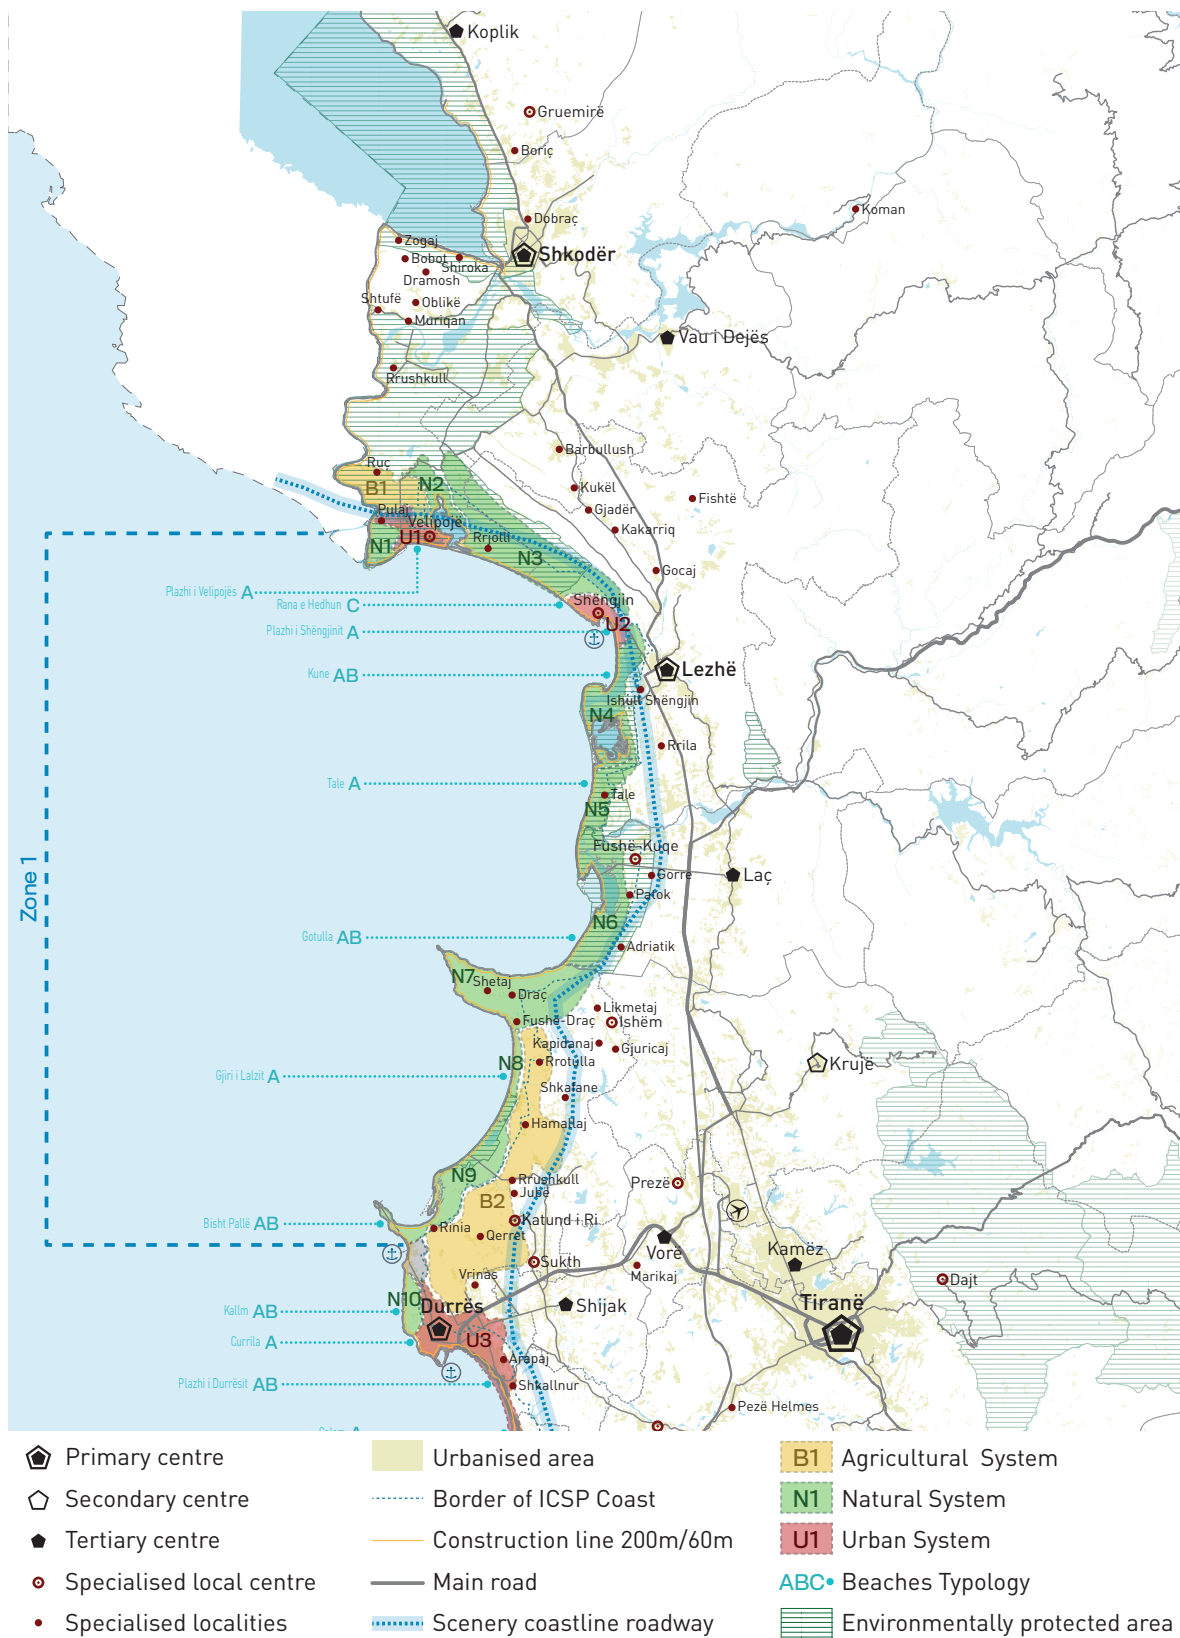 Koplik
Gruemirë
Boriç
Dobraç
Koman
Zogaj
Shkodër
Bobot
Shiroka
Dramosh
Shtufë
Oblikë
Muriqan
Vau i Dejës
Rrushkull
Barbullush
Ruç
B1
N2
Kukël
Fishtë
Gjadër
Pulaj
Velipojë
Kakarriq
U1
N1
Rrjolli
N3
Gocaj
Plazhi i Velipojës A
Rana e Hedhun C
Shëngjin
Plazhi i Shëngjinit A
U2
Kune AB
Lezhë
Ishull Shëngjin
N4
Rrila
Tale A
Tale
N5
Zone 1
Fushë-Kuqe
Gorre
Laç
Patok
N6
Gotulla AB
Adriatik
N7
Shetaj
Draç
Likmetaj
Fushë-Draç
Ishëm
Kapidanaj
Gjuricaj
N8
Rrotulla
Krujë
Gjiri i Lalzit A
Shkafane
Hamallaj
N9
Rrushkull
Prezë
Jubë
B2
Bisht Pallë AB
Katund i Ri
Rinia
Qerret
Vorë
Kamëz
Sukth
Marikaj
Vrinas
Dajt
N10
Durrës
Shijak
Tiranë
Kallm AB
Currila A
U3
Arapaj
Plazhi i Durrësit AB
Shkallnur
Pezë Helmes
Primary centre
Urbanised area
B1 Agricultural System
Secondary centre
Border of ICSP Coast
N1 Natural System
Tertiary centre
Construction line 200m/60m
U1 Urban System
Specialised local centre
Main road
ABC Beaches Typology
Specialised localities
Scenery coastline roadway
Environmentally protected area